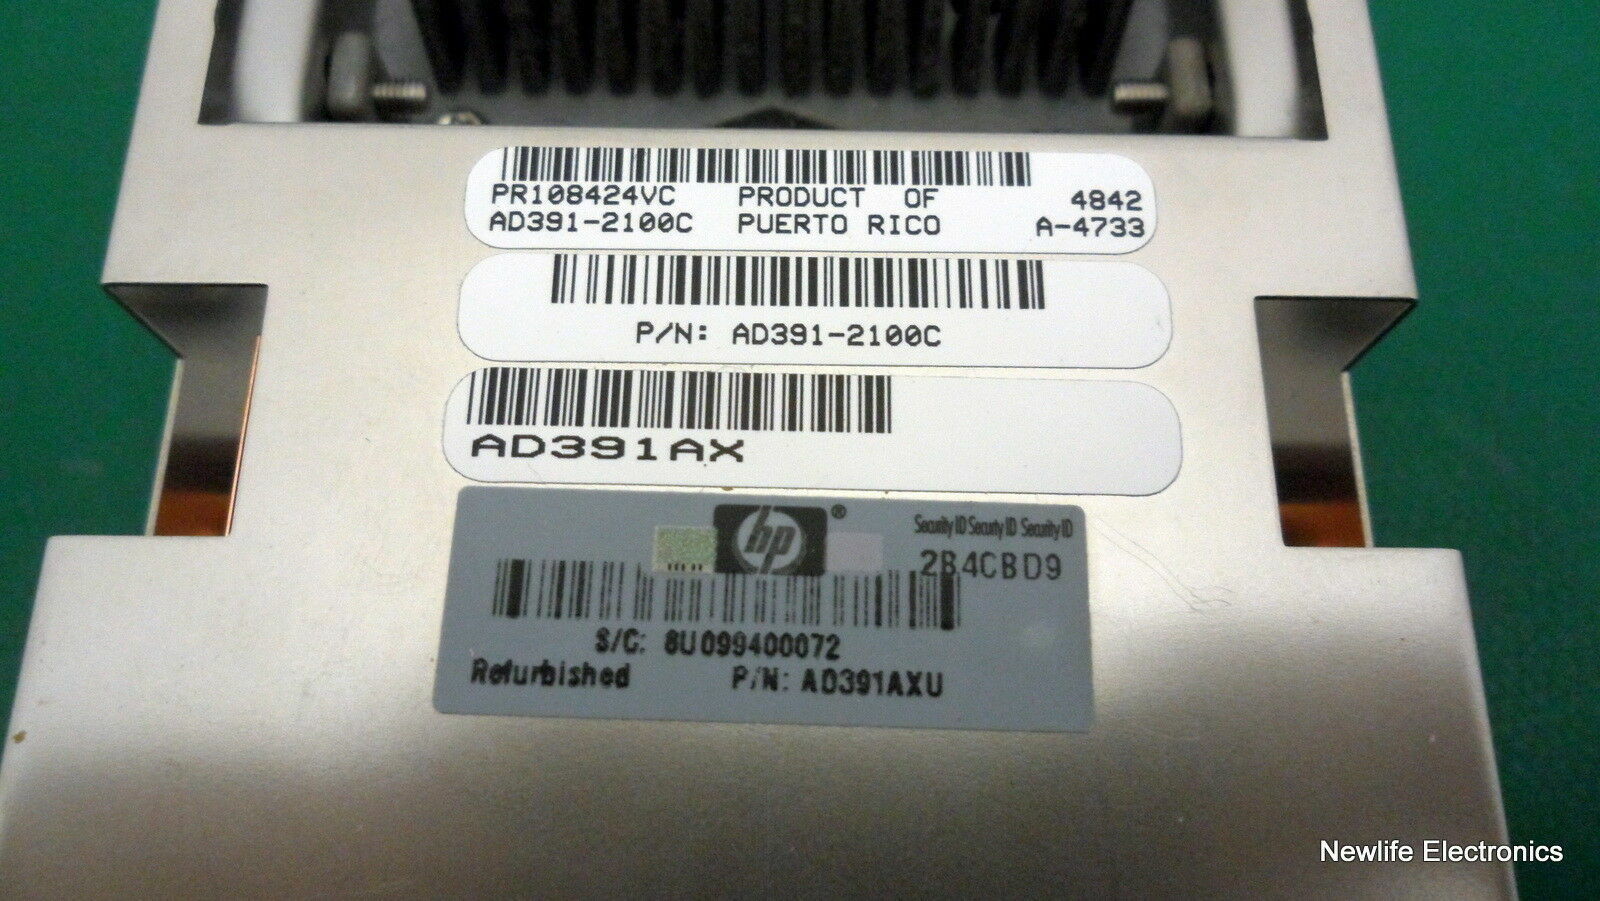 PR108424VC PRODUCT OF 4842
AD391-2100C PUERTO RICO A-4733
P/N: AD391-2100C
AD391AX
hp®
Security ID Security ID Security ID
2B4CBD9
S/C: 8U099400072
Refurbished P/N: AD391AXU
Newlife Electronics